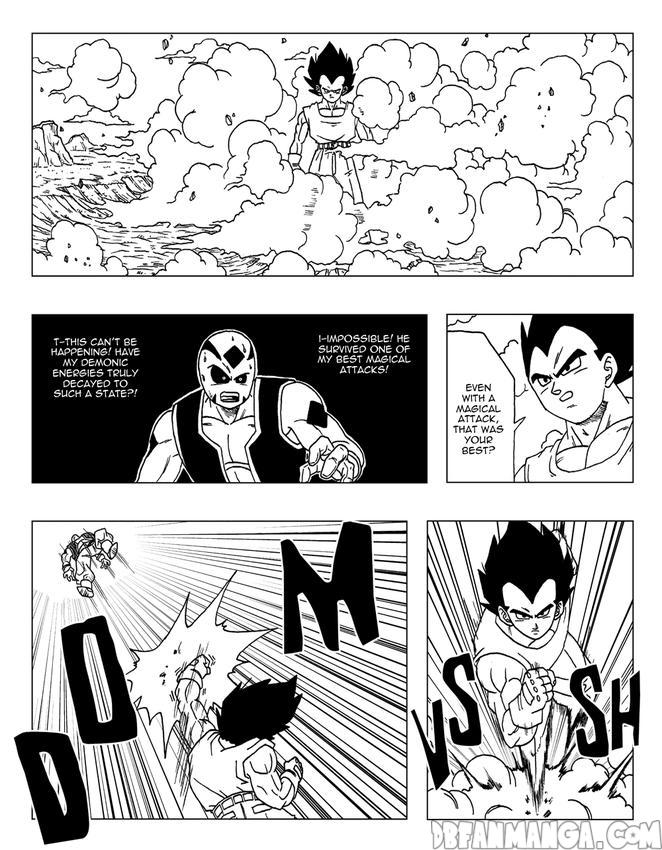 EVEN
WITH A
MAGICAL
ATTACK,
THAT WAS
YOUR
BEST?
I-IMPOSSIBLE! HE
SURVIVED ONE OF
MY BEST MAGICAL
ATTACKS!
T-THIS CAN'T BE
HAPPENING! HAVE
MY DEMONIC
ENERGIES TRULY
DECAYED TO
SUCH A STATE?!
VSSH
DDM
DBFANMANGA.COM